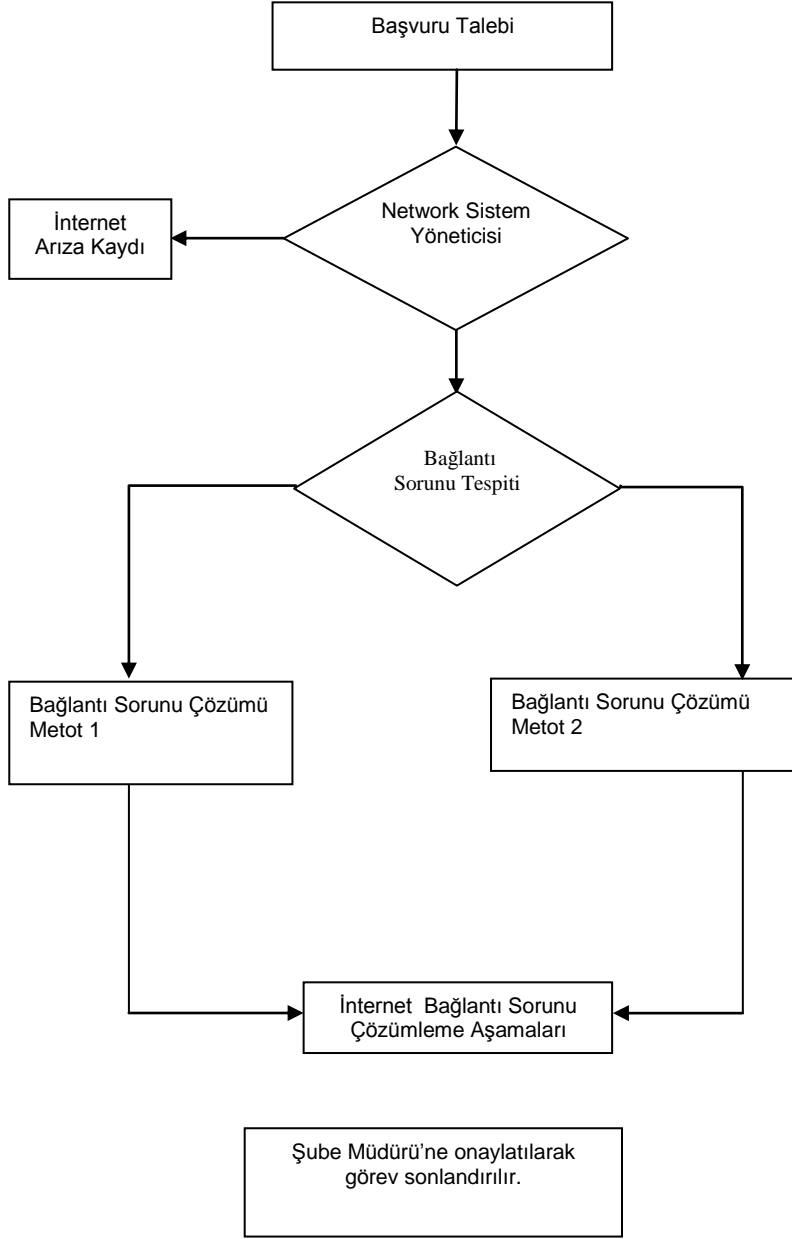 Başvuru Talebi
Network Sistem
Yöneticisi
İnternet
Arıza Kaydı
Bağlantı
Sorunu Tespiti
Bağlantı Sorunu Çözümü
Metot 1
Bağlantı Sorunu Çözümü
Metot 2
İnternet Bağlantı Sorunu
Çözümleme Aşamaları
Şube Müdürü’ne onaylatılarak
görev sonlandırılır.